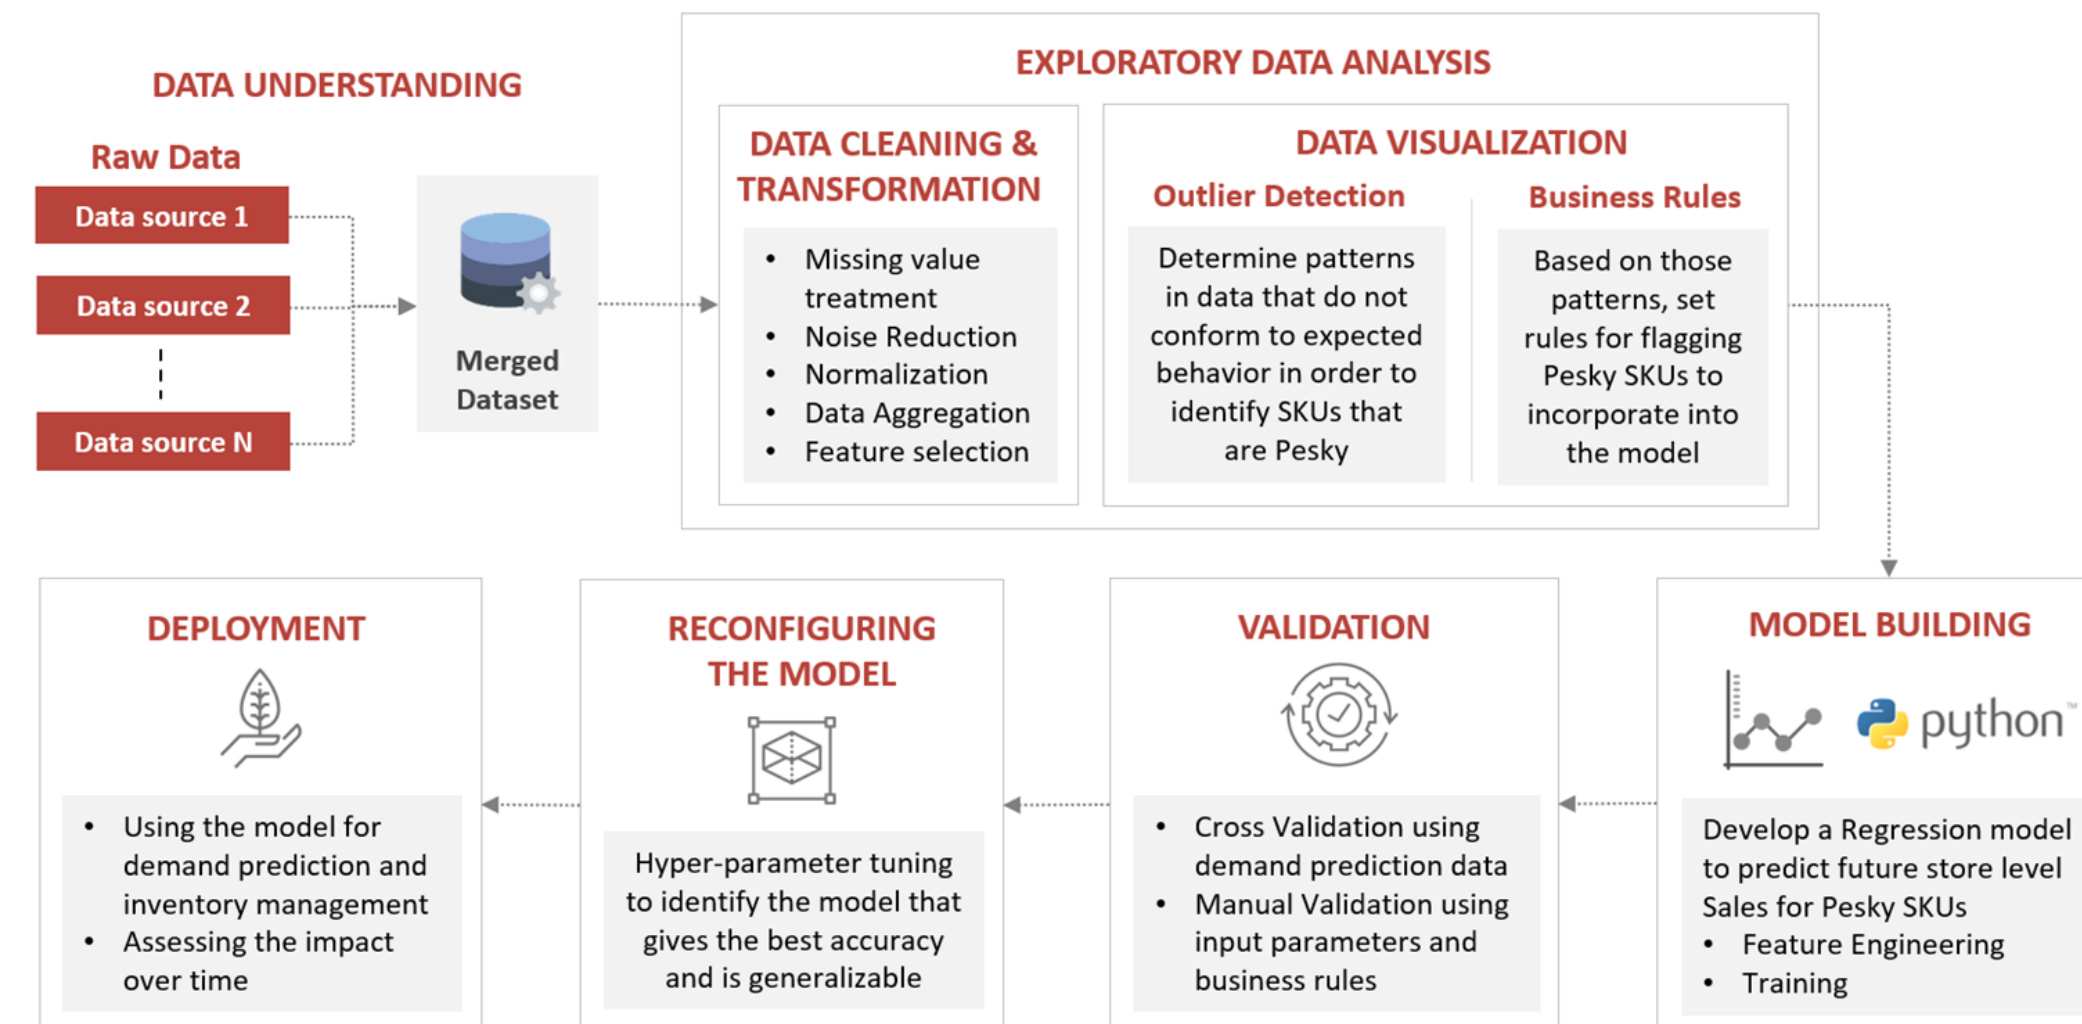 DATA UNDERSTANDING
Raw Data
Data source 1
Data source 2
Data source N
Merged
Dataset
EXPLORATORY DATA ANALYSIS
DATA CLEANING &
TRANSFORMATION
• Missing value
treatment
• Noise Reduction
• Normalization
• Data Aggregation
• Feature selection
DATA VISUALIZATION
Outlier Detection
Determine patterns
in data that do not
conform to expected
behavior in order to
identify SKUs that
are Pesky
Business Rules
Based on those
patterns, set
rules for flagging
Pesky SKUs to
incorporate into
the model
MODEL BUILDING
python™
Develop a Regression model
to predict future store level
Sales for Pesky SKUs
• Feature Engineering
• Training
VALIDATION
• Cross Validation using
demand prediction data
• Manual Validation using
input parameters and
business rules
RECONFIGURING
THE MODEL
Hyper-parameter tuning
to identify the model that
gives the best accuracy
and is generalizable
DEPLOYMENT
• Using the model for
demand prediction and
inventory management
• Assessing the impact
over time